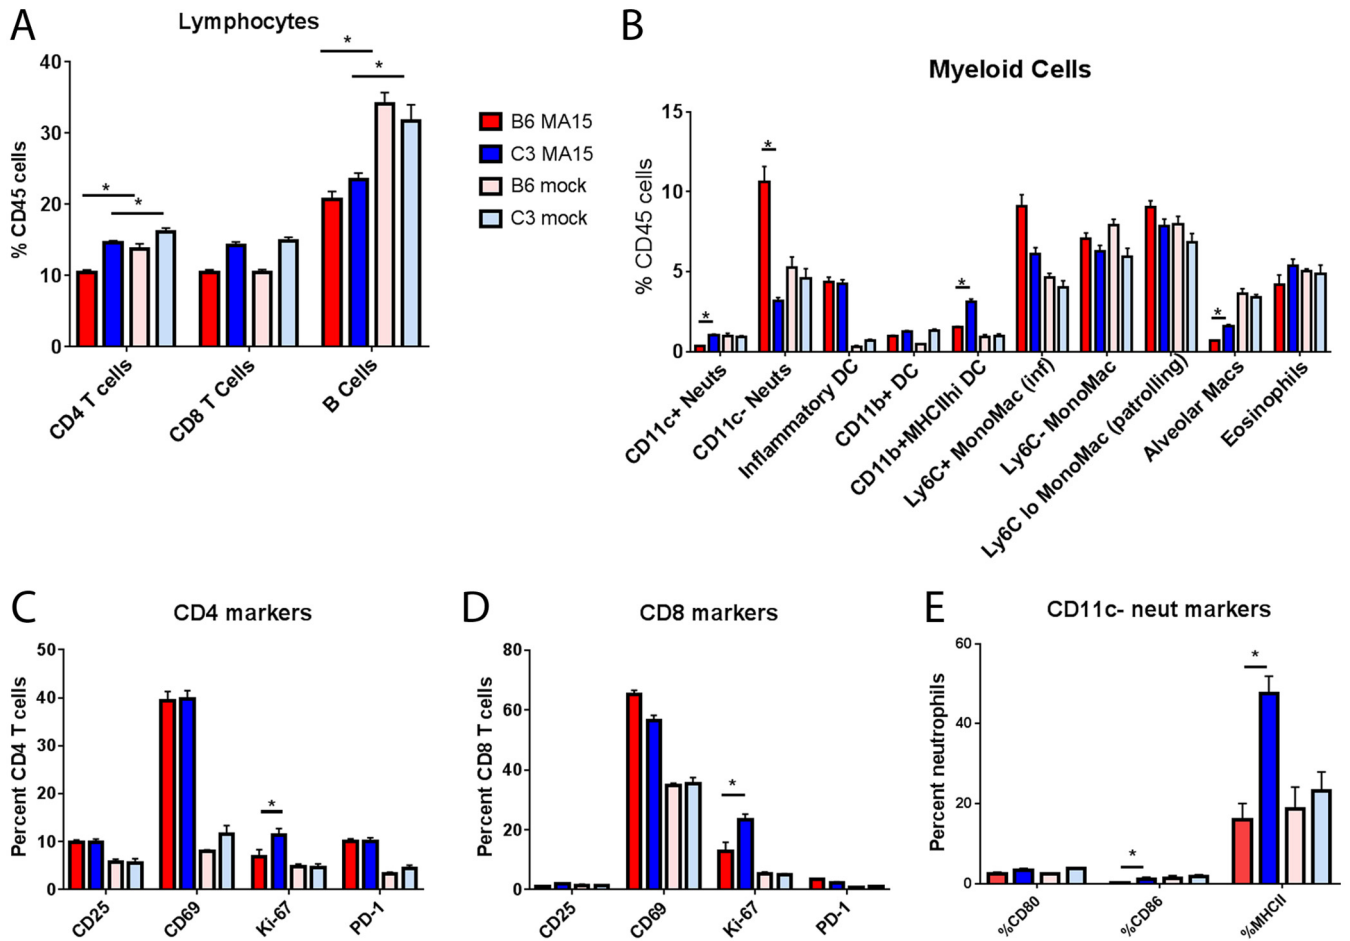 A
Lymphocytes
% CD45 cells
40
30
20
10
0
*
*
*
*
CD4 T cells
CD8 T Cells
B Cells
B6 MA15
C3 MA15
B6 mock
C3 mock
B
Myeloid Cells
% CD45 cells
15
10
5
0
*
*
*
*
CD11c+ Neuts
CD11c- Neuts
Inflammatory DC
CD11b+ DC
CD11b+MHCIIhi DC
Ly6C+ MonoMac (inf)
Ly6C- MonoMac
Ly6C lo MonoMac (patrolling)
Alveolar Macs
Eosinophils
C
CD4 markers
Percent CD4 T cells
50
40
30
20
10
0
*
CD25
CD69
Ki-67
PD-1
D
CD8 markers
Percent CD8 T cells
80
60
40
20
0
*
CD25
CD69
Ki-67
PD-1
E
CD11c- neut markers
Percent neutrophils
60
40
20
0
*
*
%CD80
%CD86
%MHCII